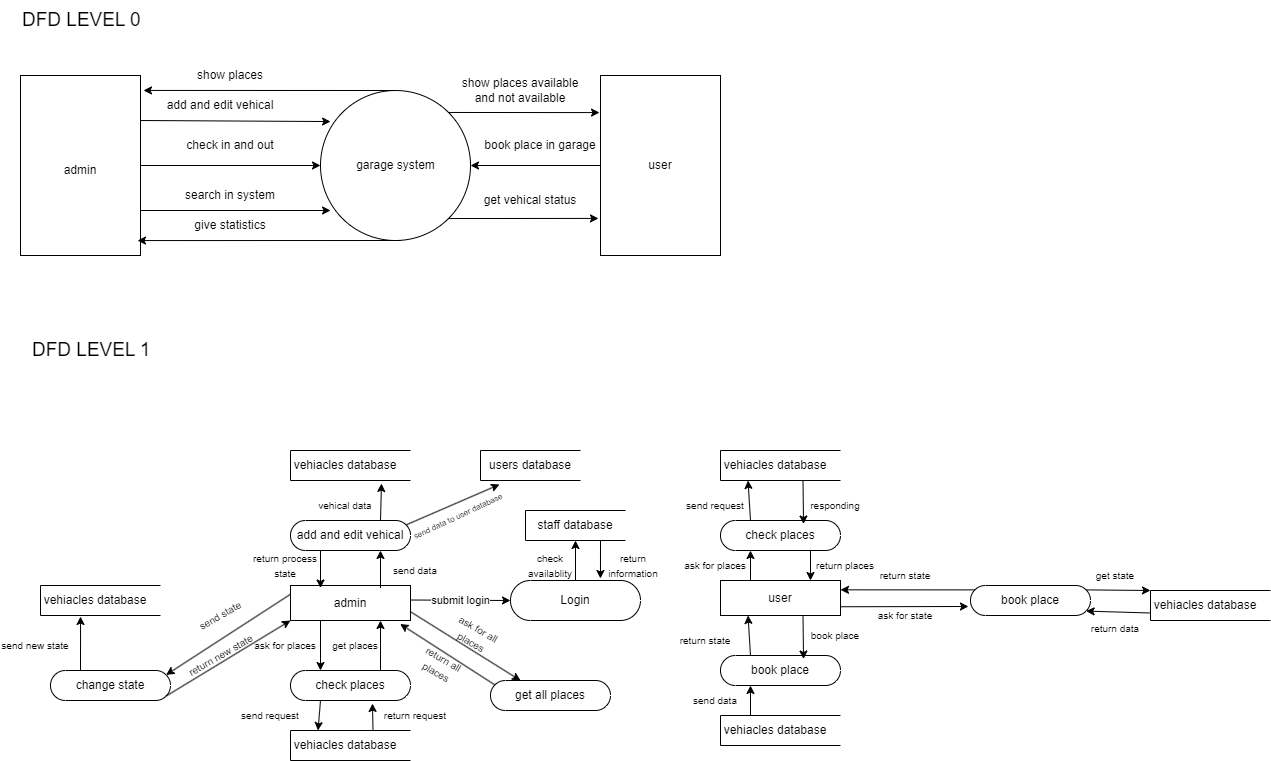 DFD LEVEL 0
show places
add and edit vehical
check in and out
search in system
give statistics
admin
garage system
show places available
and not available
book place in garage
get vehical status
user
DFD LEVEL 1
vehiacles database
users database
vehical data
send data to user database
add and edit vehical
staff database
return process
state
send data
check
availablity
return
information
vehiacles database
send state
admin
submit login
Login
send new state
return new state
ask for places
get places
ask for all
places
return all
places
change state
check places
get all places
send request
return request
vehiacles database
vehiacles database
send request
responding
check places
ask for places
return places
return state
get state
user
book place
vehiacles database
ask for state
return data
return state
book place
book place
send data
vehiacles database